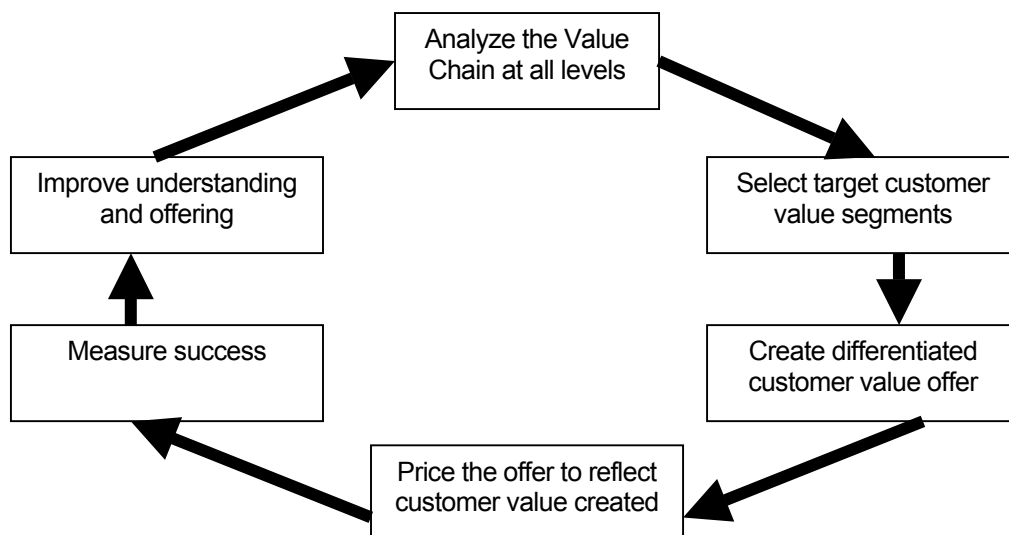 Analyze the Value
Chain at all levels
Select target customer
value segments
Create differentiated
customer value offer
Price the offer to reflect
customer value created
Measure success
Improve understanding
and offering